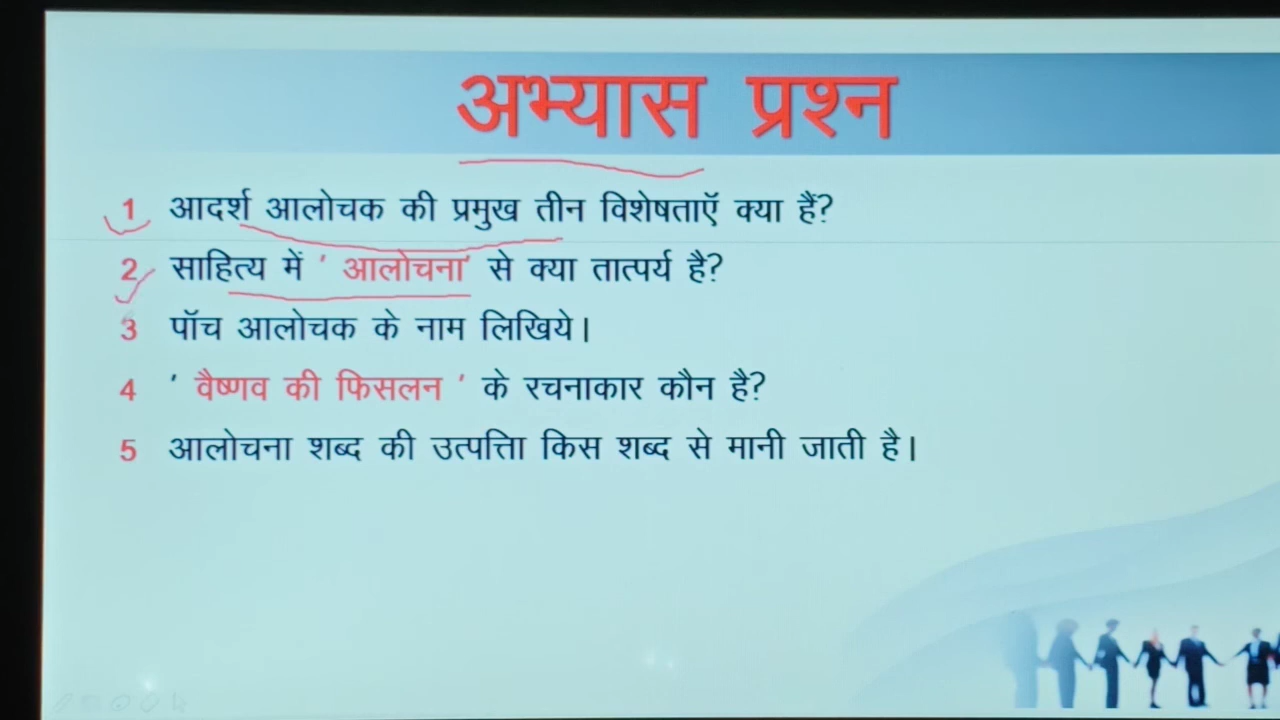 अभ्यास प्रश्न
1 आदर्श आलोचक की प्रमुख तीन विशेषताऍ क्या हैं?
2 साहित्य में ' आलोचना' से क्या तात्पर्य है?
3 पॉच आलोचक के नाम लिखिये।
4 ' वैष्णव की फिसलन ' के रचनाकार कौन है?
5 आलोचना शब्द की उत्पत्तिा किस शब्द से मानी जाती है।